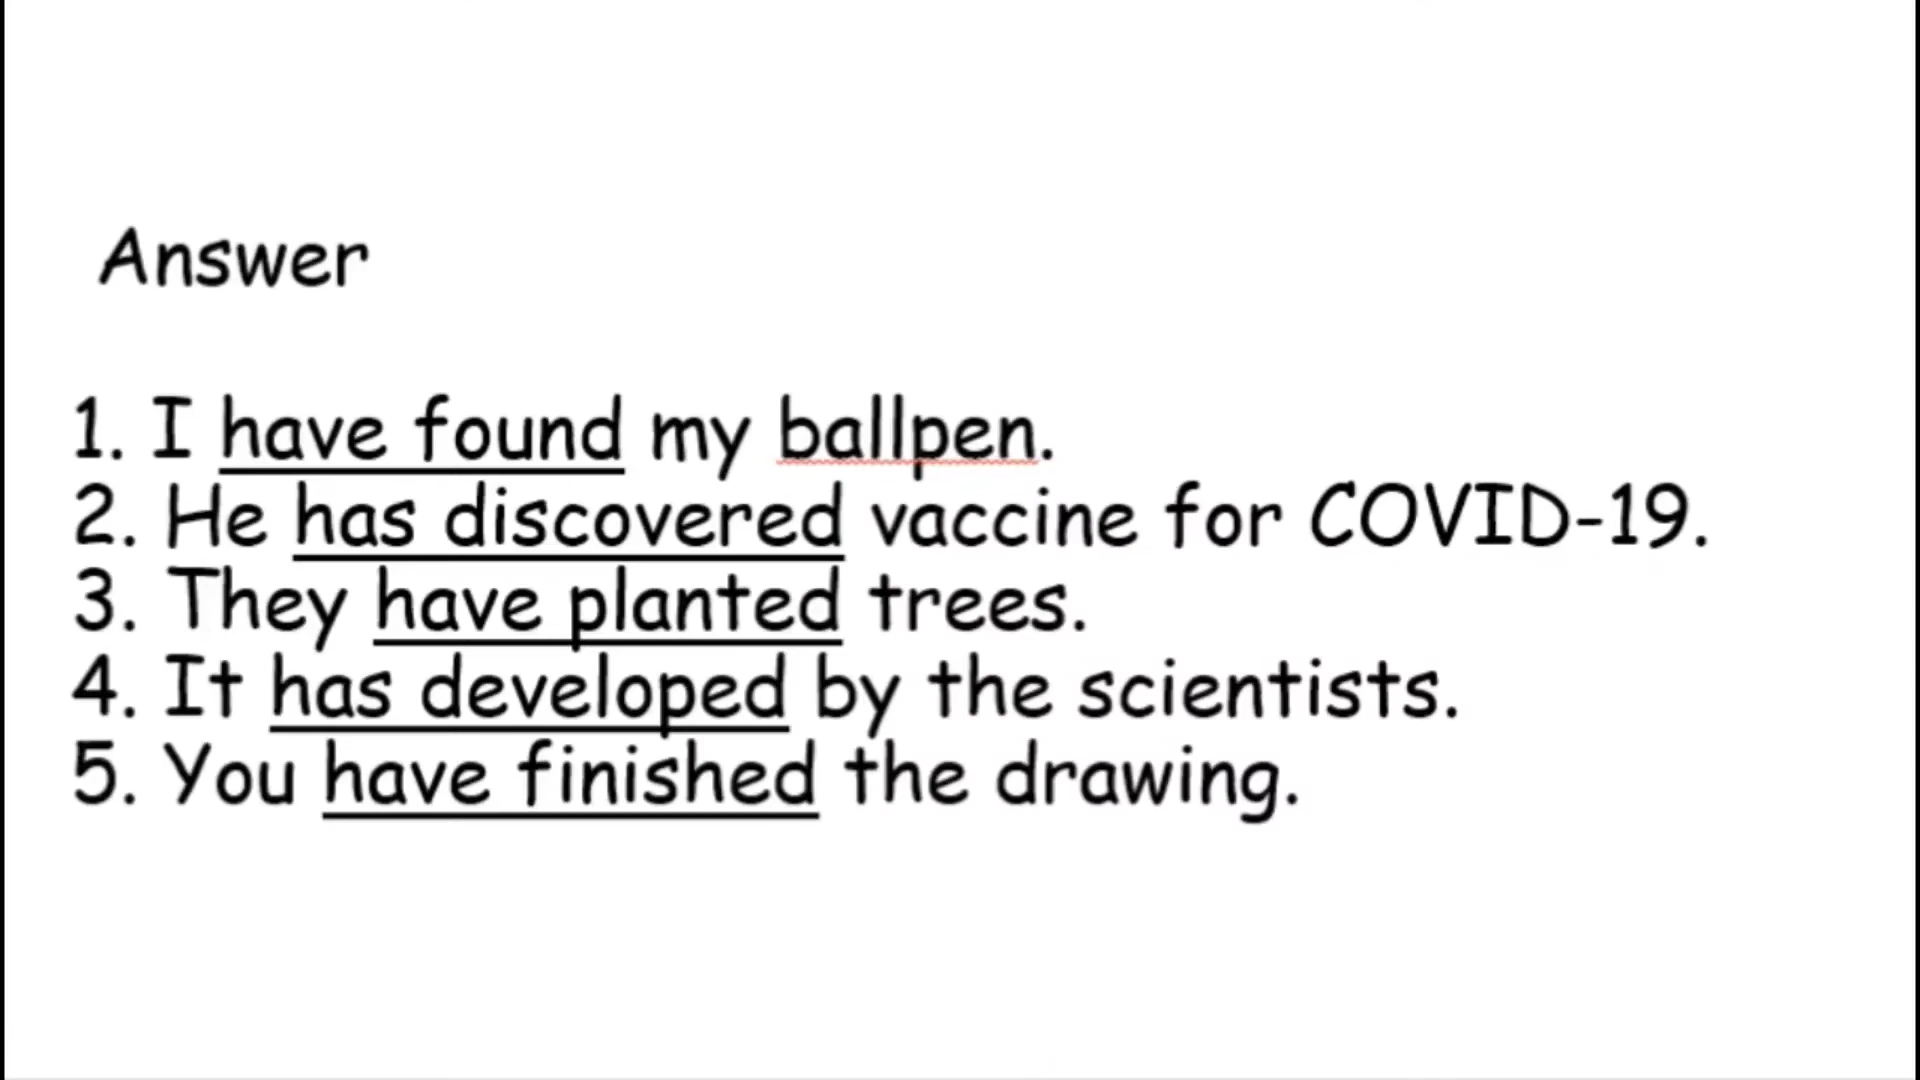 Answer
1. I have found my ballpen.
2. He has discovered vaccine for COVID-19.
3. They have planted trees.
4. It has developed by the scientists.
5. You have finished the drawing.